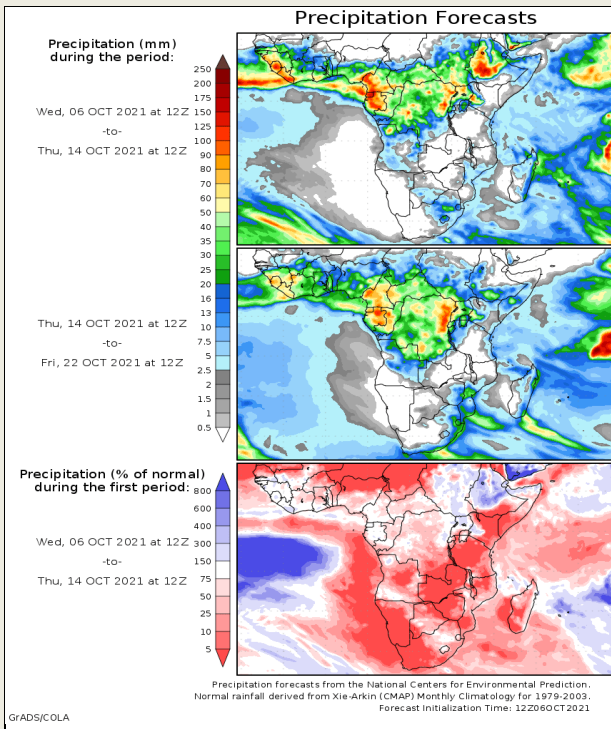 Precipitation Forecasts
Precipitation (mm)
during the period:
Wed, 06 OCT 2021 at 12Z
-to-
Thu, 14 OCT 2021 at 12Z
250
200
175
150
125
100
90
80
70
60
50
40
35
30
25
20
16
13
10
7.5
5
2.5
2
1.5
1
0.5
Thu, 14 OCT 2021 at 12Z
-to-
Fri, 22 OCT 2021 at 12Z
Precipitation (% of normal)
during the first period:
Wed, 06 OCT 2021 at 12Z
-to-
Thu, 14 OCT 2021 at 12Z
800
600
400
300
150
75
50
25
10
5
Precipitation forecasts from the National Centers for Environmental Prediction.
Normal rainfall derived from Xie-Arkin (CMAP) Monthly Climatology for 1979-2003.
Forecast Initialization Time: 12Z06OCT2021
GrADS/COLA